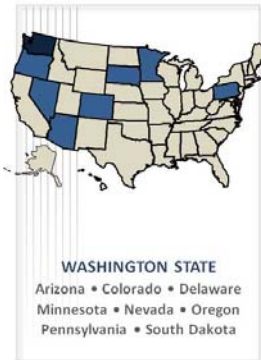 WASHINGTON STATE
Arizona • Colorado • Delaware
Minnesota • Nevada • Oregon
Pennsylvania • South Dakota